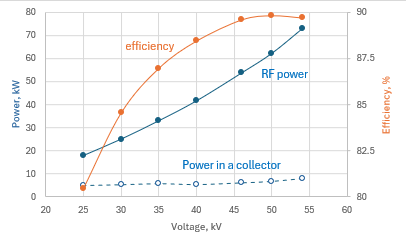 80
70
60
50
40
30
20
10
0
Power, kW
90
87.5
85
82.5
80
Efficiency, %
efficiency
RF power
Power in a collector
20 25 30 35 40 45 50 55 60
Voltage, kV